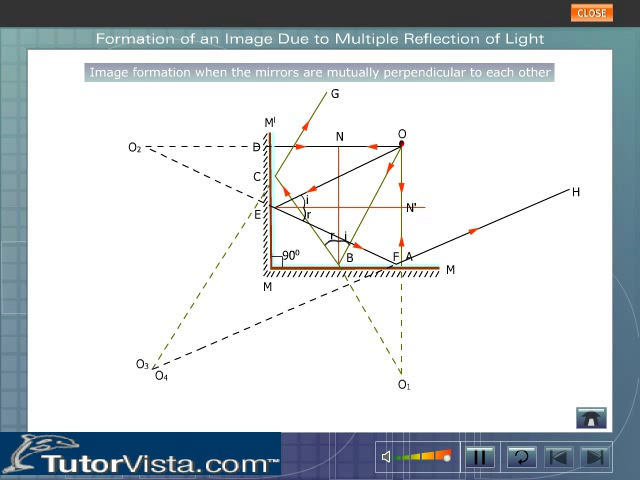 CLOSE
Formation of an Image Due to Multiple Reflection of Light
Image formation when the mirrors are mutually perpendicular to each other
G
M|
O
N
D
O₂
C
H
i
N'
E
r
r i
90⁰
B
F A
M
M
O₃
O₄
O₁
TutorVista.com™